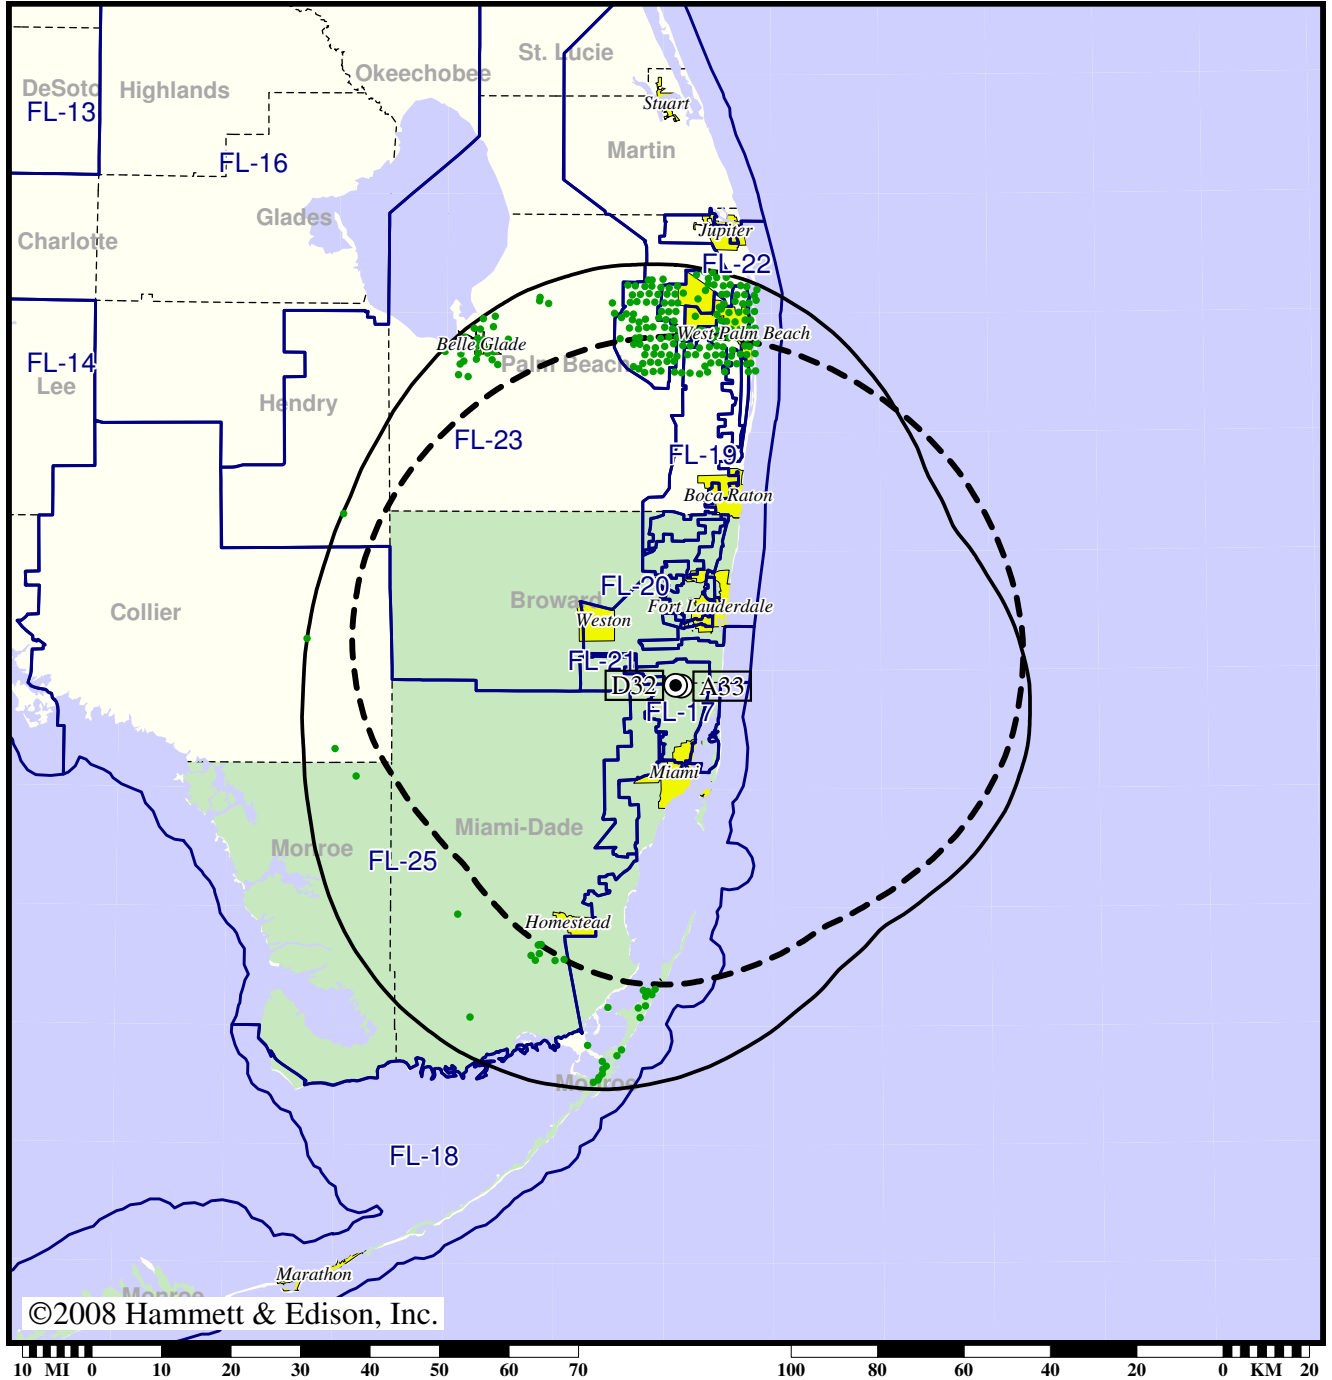 St. Lucie
Okeechobee
DeSoto
Highlands
FL-13
Stuart
Martin
FL-16
Glades
Charlotte
Jupiter
FL-22
West Palm Beach
Belle Glade
Palm Beach
FL-14
Lee
Hendry
FL-23
FL-19
Boca Raton
FL-20
Broward
Fort Lauderdale
Collier
Weston
FL-21
D32
A33
FL-17
Miami
Miami-Dade
Monroe
FL-25
Homestead
Monroe
FL-18
Marathon
Monroe
©2008 Hammett & Edison, Inc.
10 MI 0 10 20 30 40 50 60 70
100 80 60 40 20 0 KM 20